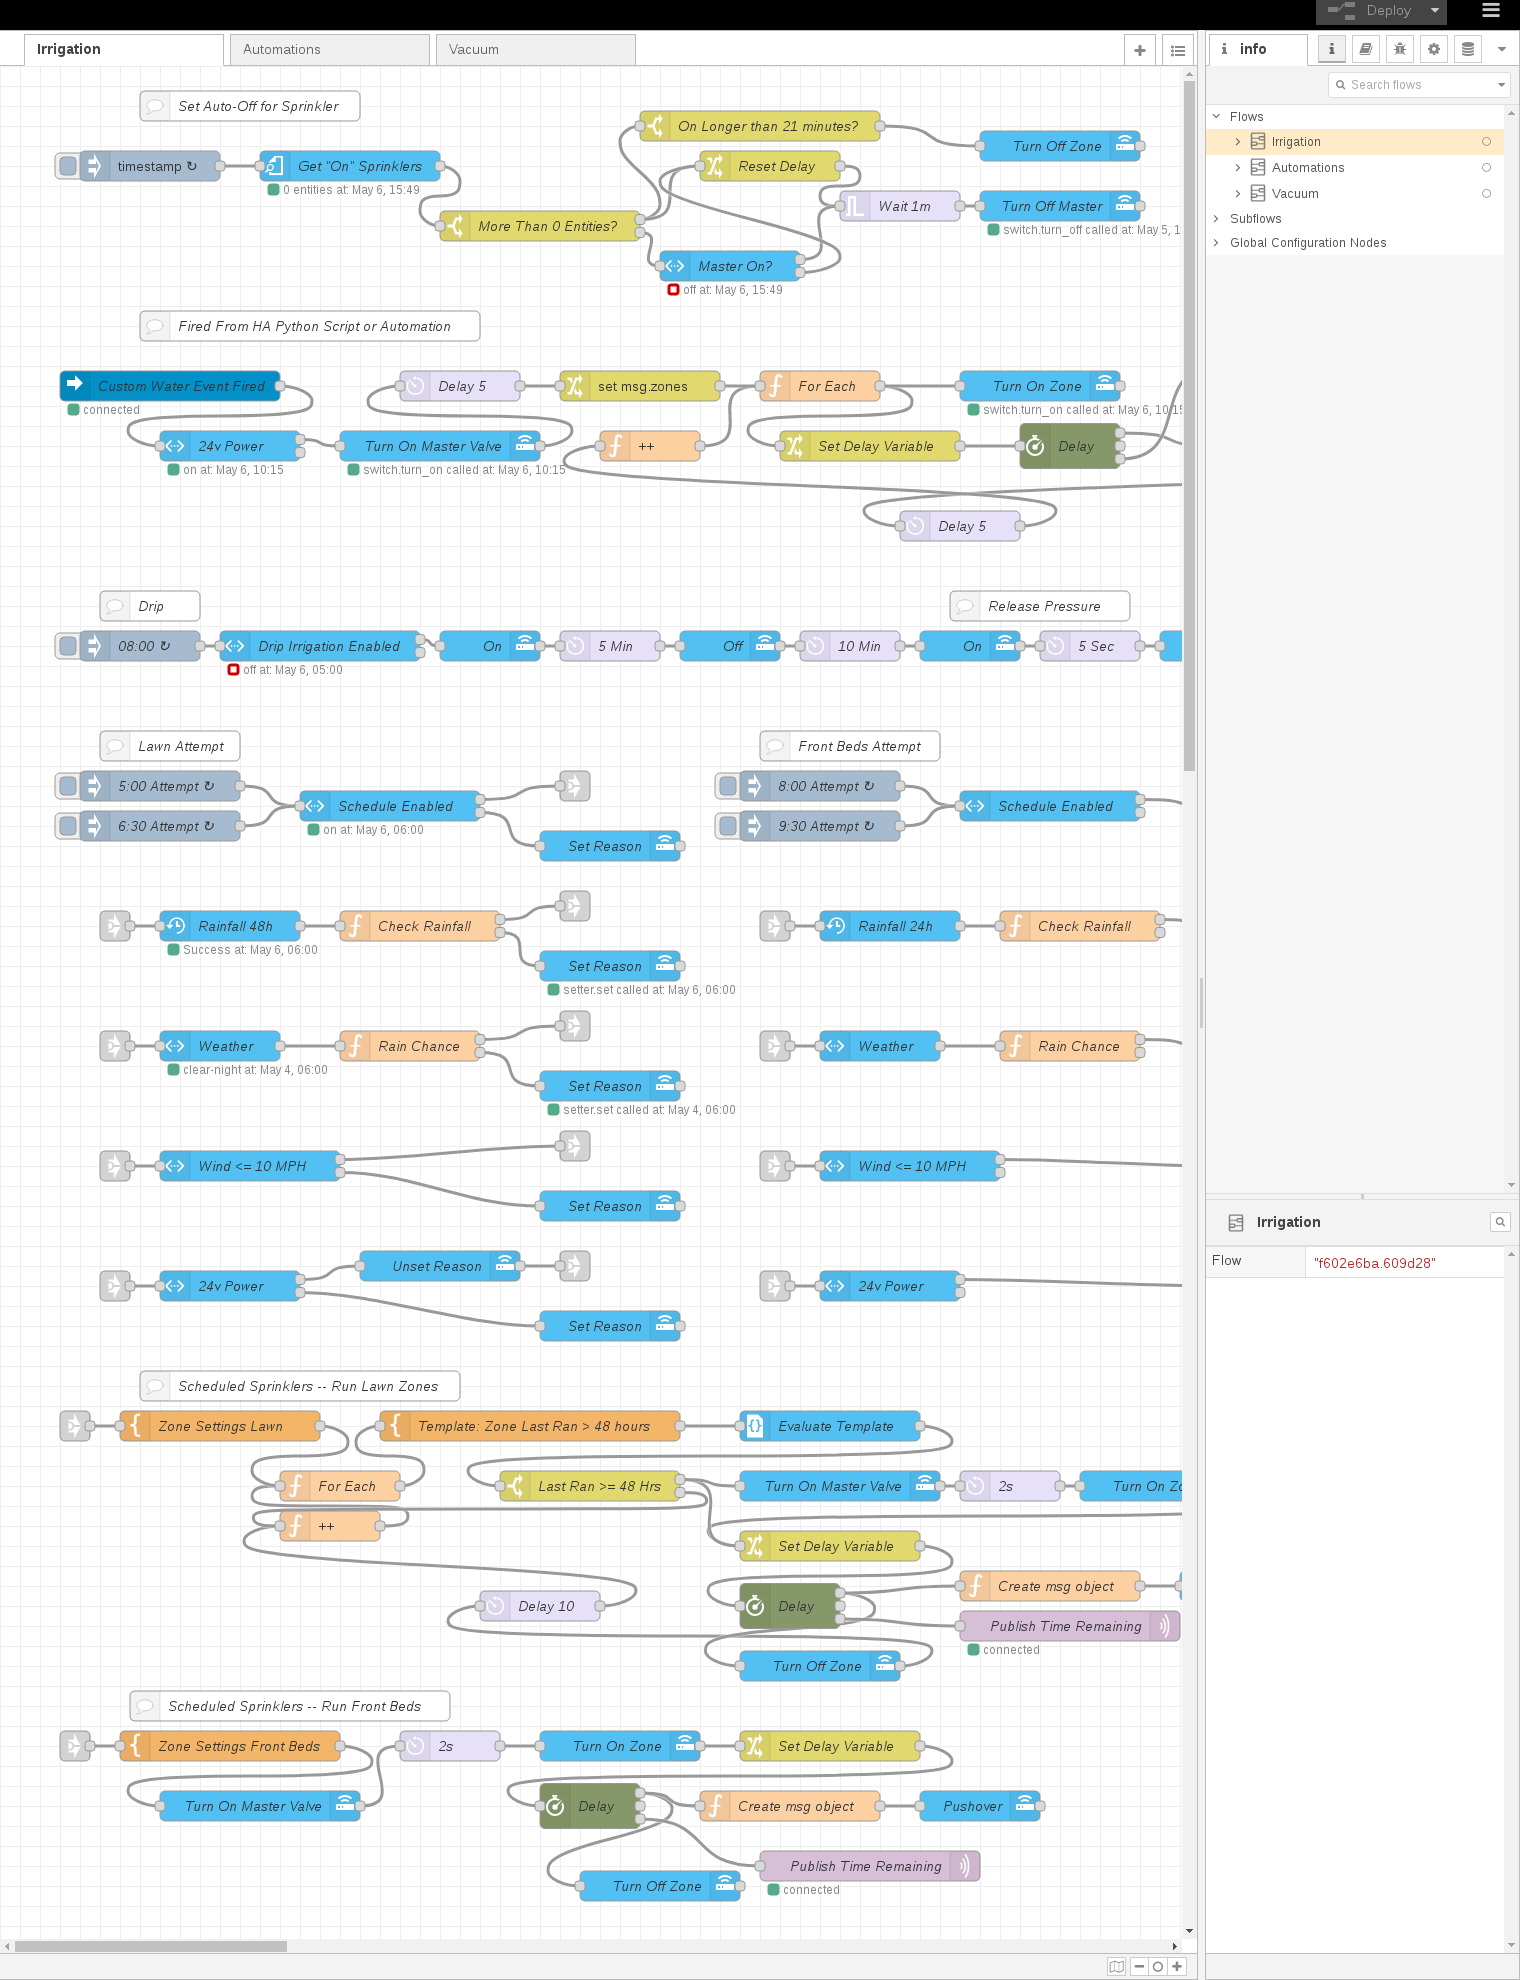 Deploy
Irrigation
Automations
Vacuum
info
Search flows
Flows
Irrigation
Automations
Vacuum
Subflows
Global Configuration Nodes
Set Auto-Off for Sprinkler
On Longer than 21 minutes?
Turn Off Zone
timestamp ↻
Get "On" Sprinklers
Reset Delay
0 entities at: May 6, 15:49
Wait 1m
Turn Off Master
More Than 0 Entities?
switch.turn_off called at: May 5, 1
Master On?
off at: May 6, 15:49
Fired From HA Python Script or Automation
Custom Water Event Fired
Delay 5
set msg.zones
For Each
Turn On Zone
connected
switch.turn_on called at: May 6, 10:15
24v Power
Turn On Master Valve
++
Set Delay Variable
Delay
on at: May 6, 10:15
switch.turn_on called at: May 6, 10:15
Delay 5
Drip
Release Pressure
08:00 ↻
Drip Irrigation Enabled
On
5 Min
Off
10 Min
On
5 Sec
off at: May 6, 05:00
Lawn Attempt
Front Beds Attempt
5:00 Attempt ↻
8:00 Attempt ↻
Schedule Enabled
Schedule Enabled
6:30 Attempt ↻
9:30 Attempt ↻
on at: May 6, 06:00
Set Reason
Rainfall 48h
Check Rainfall
Rainfall 24h
Check Rainfall
Success at: May 6, 06:00
Set Reason
setter.set called at: May 6, 06:00
Weather
Rain Chance
Weather
Rain Chance
clear-night at: May 4, 06:00
Set Reason
setter.set called at: May 4, 06:00
Wind <= 10 MPH
Wind <= 10 MPH
Set Reason
Unset Reason
24v Power
24v Power
Set Reason
Irrigation
Flow
"f602e6ba.609d28"
Scheduled Sprinklers -- Run Lawn Zones
Zone Settings Lawn
Template: Zone Last Ran > 48 hours
Evaluate Template
For Each
Last Ran >= 48 Hrs
Turn On Master Valve
2s
Turn On Zo
++
Set Delay Variable
Create msg object
Delay 10
Delay
Publish Time Remaining
connected
Turn Off Zone
Scheduled Sprinklers -- Run Front Beds
Zone Settings Front Beds
2s
Turn On Zone
Set Delay Variable
Turn On Master Valve
Delay
Create msg object
Pushover
Publish Time Remaining
Turn Off Zone
connected